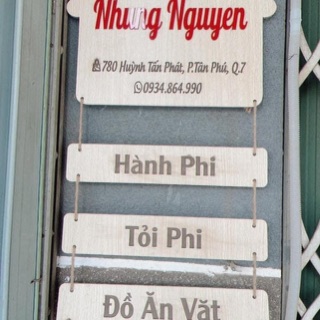 Nhung Nguyen
780 Huỳnh Tấn Phát, P.Tân Phú, Q.7
0934.864.990
Hành Phi
Tỏi Phi
Đồ Ăn Vặt